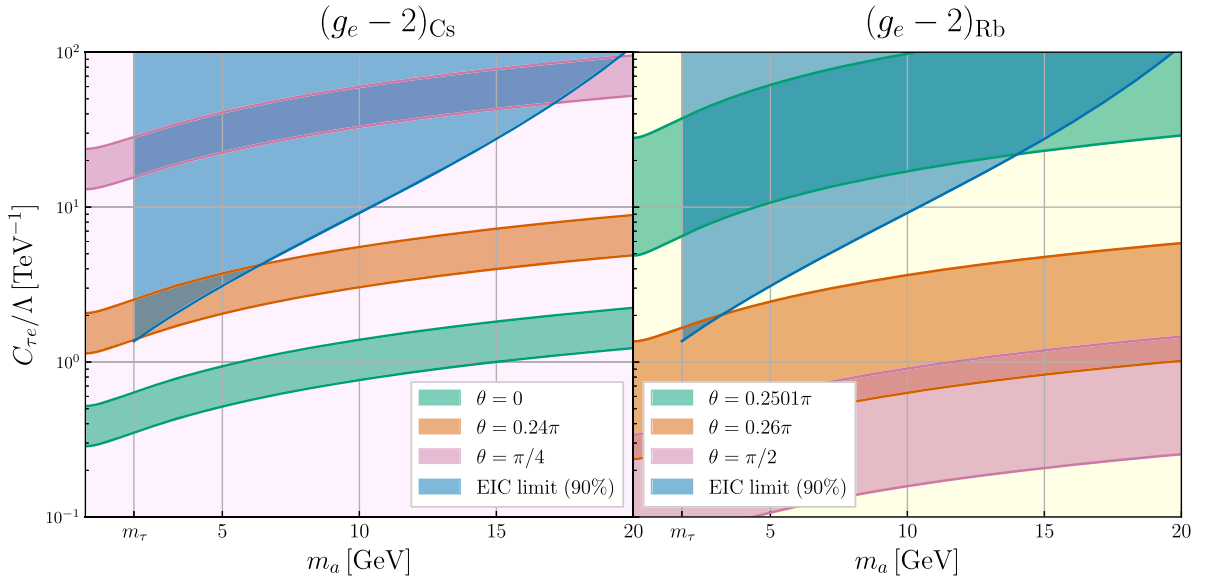 (g_e − 2)_Cs
(g_e − 2)_Rb
C_{τe}/Λ [TeV^{−1}]
10^2
10^1
10^0
10^{−1}
θ = 0
θ = 0.24π
θ = π/4
EIC limit (90%)
θ = 0.2501π
θ = 0.26π
θ = π/2
EIC limit (90%)
m_τ 5 10 15 20
m_τ 5 10 15 20
m_a [GeV]
m_a [GeV]